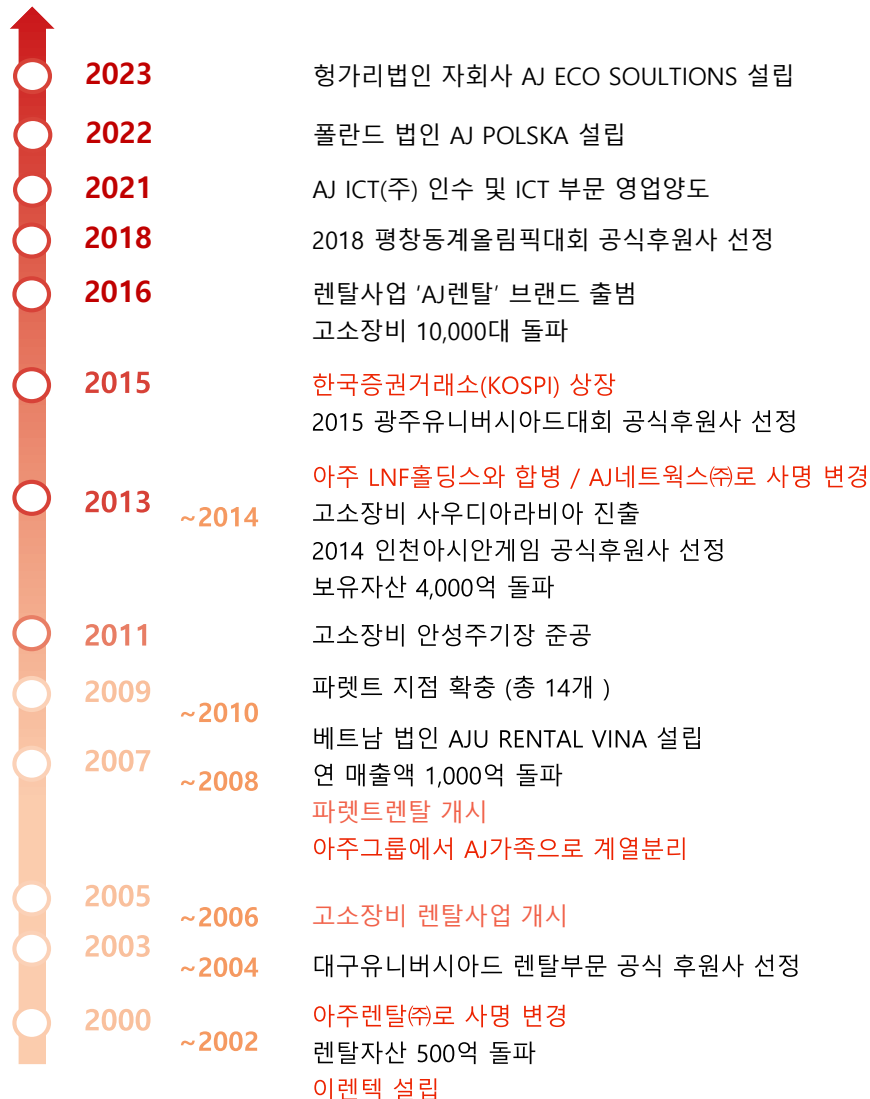 2023 헝가리법인 자회사 AJ ECO SOULTIONS 설립
2022 폴란드 법인 AJ POLSKA 설립
2021 AJ ICT(주) 인수 및 ICT 부문 영업양도
2018 2018 평창동계올림픽대회 공식후원사 선정
2016 렌탈사업 ’AJ렌탈’ 브랜드 출범
고소장비 10,000대 돌파
2015 한국증권거래소(KOSPI) 상장
2015 광주유니버시아드대회 공식후원사 선정
2013 ~2014 아주 LNF홀딩스와 합병 / AJ네트웍스㈜로 사명 변경
고소장비 사우디아라비아 진출
2014 인천아시안게임 공식후원사 선정
보유자산 4,000억 돌파
2011 고소장비 안성주기장 준공
2009 ~2010 파렛트 지점 확충 (총 14개 )
2007 ~2008 베트남 법인 AJU RENTAL VINA 설립
연 매출액 1,000억 돌파
파렛트렌탈 개시
아주그룹에서 AJ가족으로 계열분리
2005 ~2006 고소장비 렌탈사업 개시
2003 ~2004 대구유니버시아드 렌탈부문 공식 후원사 선정
2000 ~2002 아주렌탈㈜로 사명 변경
렌탈자산 500억 돌파
이렌텍 설립